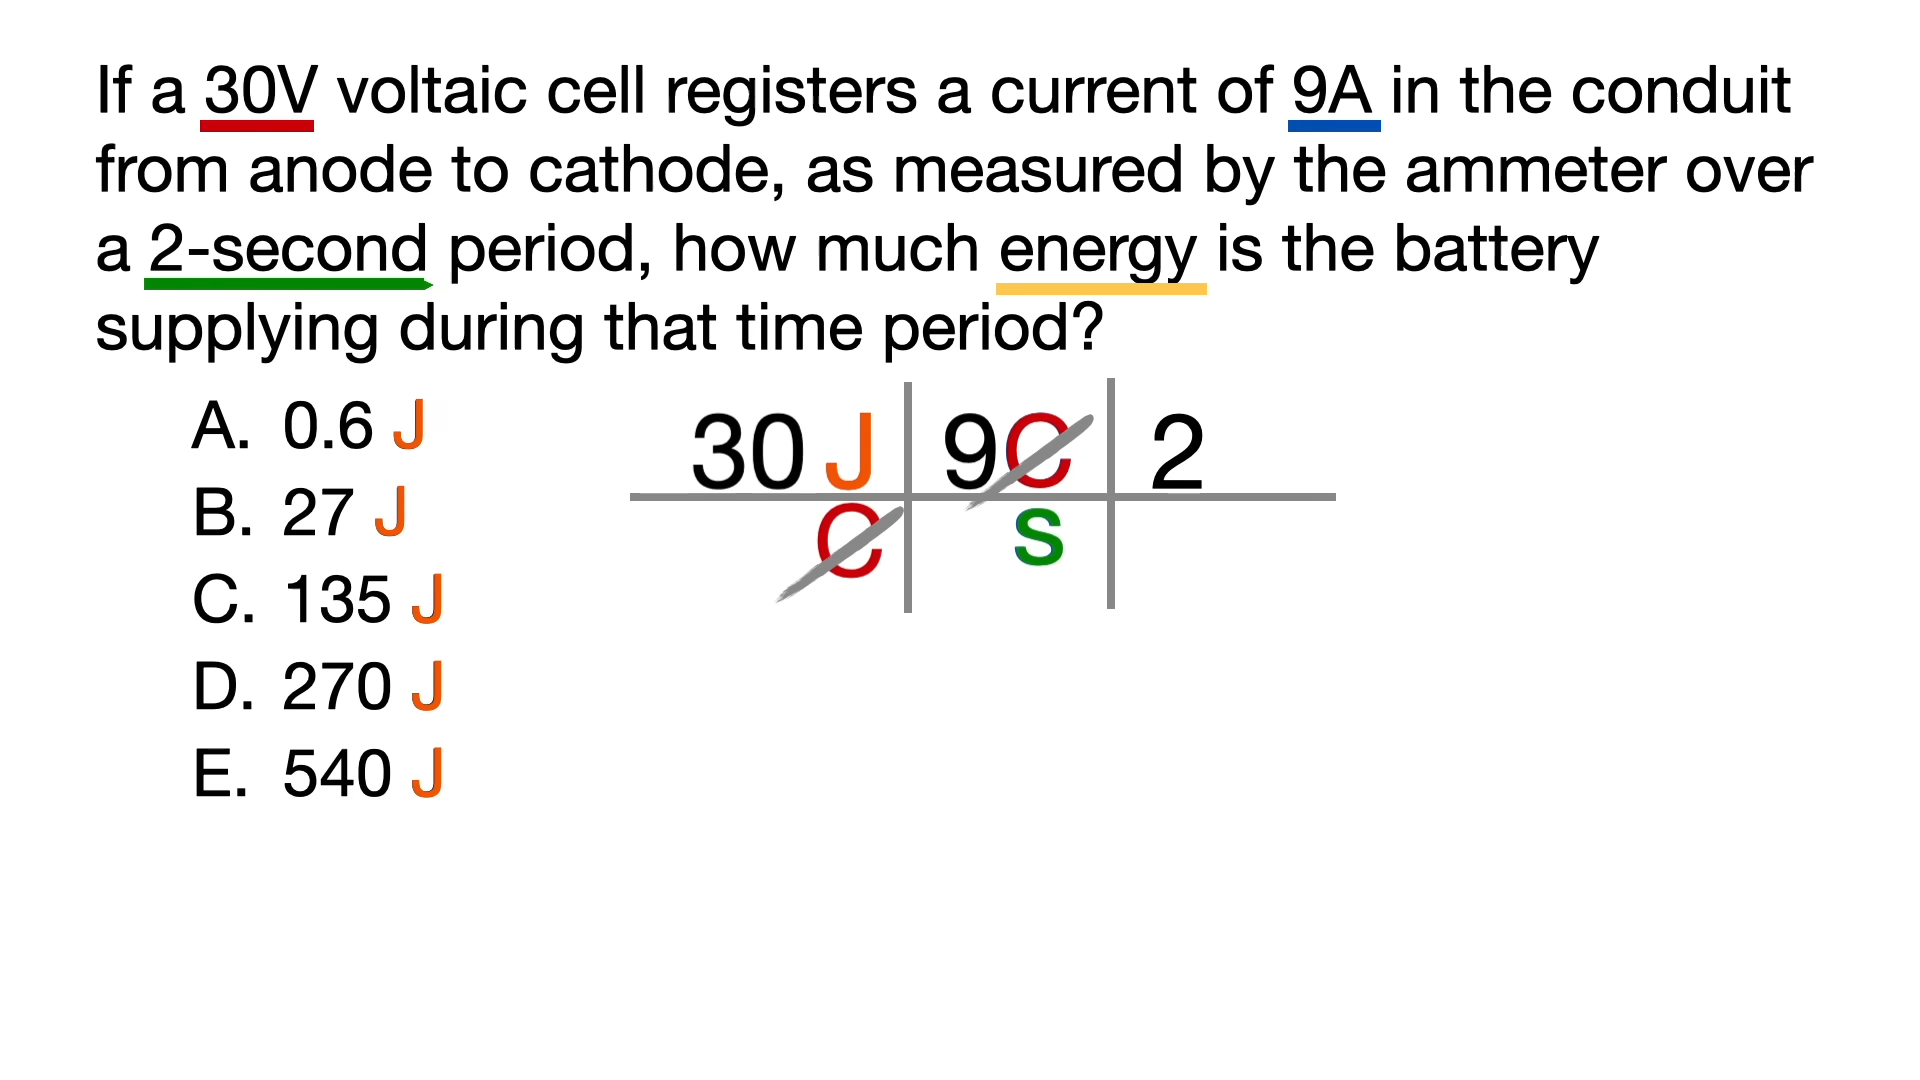 If a 30V voltaic cell registers a current of 9A in the conduit
from anode to cathode, as measured by the ammeter over
a 2-second period, how much energy is the battery
supplying during that time period?
A. 0.6 J
B. 27 J
C. 135 J
D. 270 J
E. 540 J
30 J 9C 2
C s